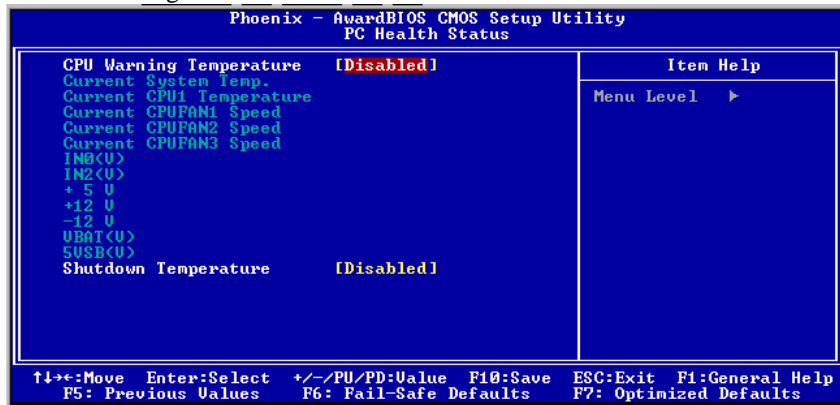 Phoenix - AwardBIOS CMOS Setup Utility
PC Health Status
CPU Warning Temperature [Disabled]
Current System Temp.
Current CPU1 Temperature
Current CPUFAN1 Speed
Current CPUFAN2 Speed
Current CPUFAN3 Speed
IN0(V)
IN2(V)
+ 5 V
+12 V
-12 V
VBAT(V)
5VSB(V)
Shutdown Temperature [Disabled]
Item Help
Menu Level ▶
↑↓→←:Move Enter:Select +/-/PU/PD:Value F10:Save ESC:Exit F1:General Help
F5: Previous Values F6: Fail-Safe Defaults F7: Optimized Defaults